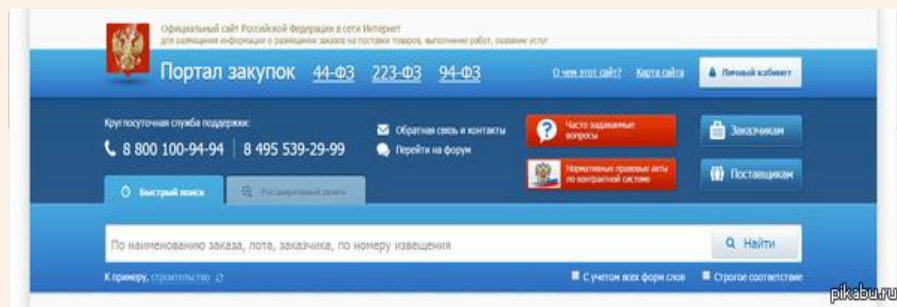 Официальный сайт Российской Федерации в сети Интернет
для размещения информации о размещении заказов на поставки товаров, выполнение работ, оказание услуг
Портал закупок 44-ФЗ 223-ФЗ 94-ФЗ
О чем этот сайт? Карта сайта Личный кабинет
Круглосуточная служба поддержки:
8 800 100-94-94 8 495 539-29-99
Обратная связь и контакты
Перейти на форум
Часто задаваемые
вопросы
Нормативные правовые акты
по контрактной системе
Заказчикам
Поставщикам
Быстрый поиск Расширенный поиск
По наименованию заказа, лота, заказчика, по номеру извещения Найти
К примеру, строительство С учетом всех форм слов Строгое соответствие
pikabu.ru